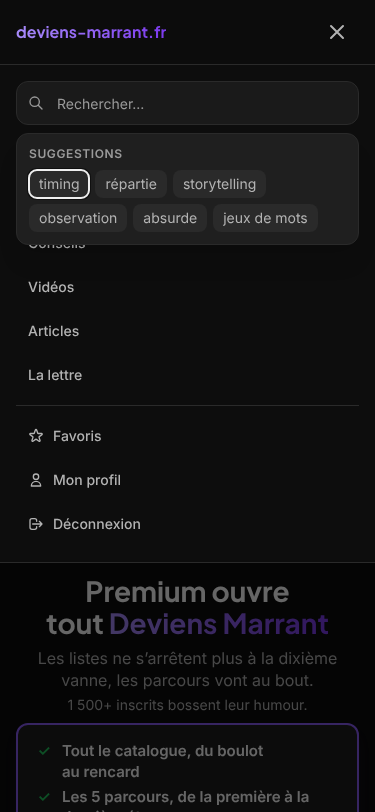 deviens-marrant.fr
Rechercher...
SUGGESTIONS
timing répartie storytelling
observation absurde jeux de mots
Conseils
Vidéos
Articles
La lettre
Favoris
Mon profil
Déconnexion
Premium ouvre
tout Deviens Marrant
Les listes ne s'arrêtent plus à la dixième
vanne, les parcours vont au bout.
1 500+ inscrits bossent leur humour.
Tout le catalogue, du boulot
au rencard
Les 5 parcours, de la première à la